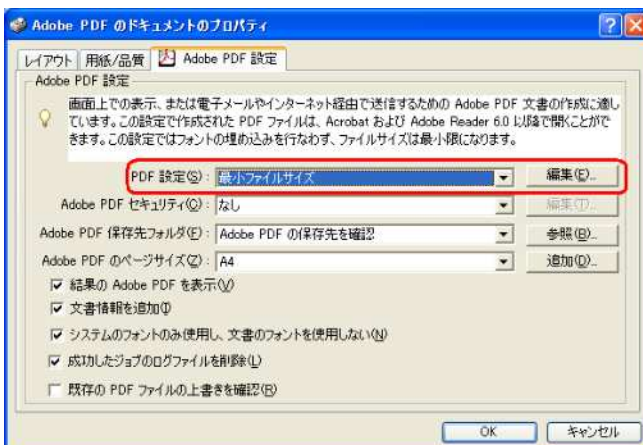 Adobe PDF のドキュメントのプロパティ
レイアウト 用紙/品質 Adobe PDF 設定
Adobe PDF 設定
画面上での表示、または電子メールやインターネット経由で送信するための Adobe PDF 文書の作成に適し
ています。この設定で作成された PDF ファイルは、Acrobat および Adobe Reader 6.0 以降で開くことがで
きます。この設定ではフォントの埋め込みを行なわず、ファイルサイズは最小限になります。
PDF 設定(S): 最小ファイルサイズ 編集(E)...
Adobe PDF セキュリティ(C): なし 編集(T)...
Adobe PDF 保存先フォルダ(F): Adobe PDF の保存先を確認 参照(B)...
Adobe PDF のページサイズ(Z): A4 追加(D)...
結果の Adobe PDF を表示(V)
文書情報を追加(I)
システムのフォントのみ使用し、文書のフォントを使用しない(N)
成功したジョブのログファイルを削除(L)
既存の PDF ファイルの上書きを確認(R)
OK キャンセル